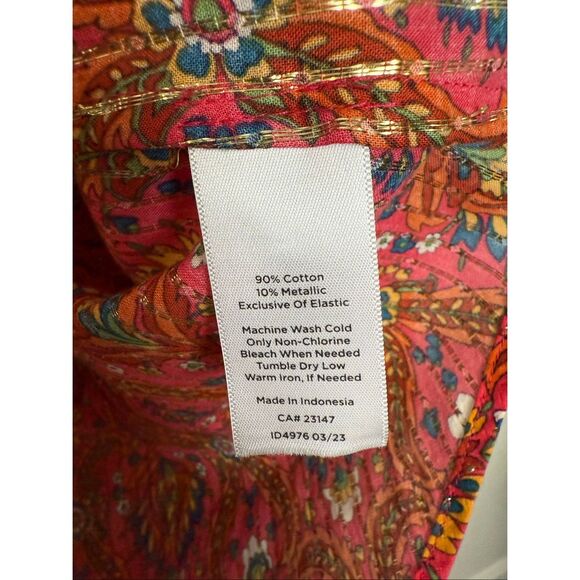 90% Cotton
10% Metallic
Exclusive Of Elastic
Machine Wash Cold
Only Non-Chlorine
Bleach When Needed
Tumble Dry Low
Warm Iron, If Needed
Made In Indonesia
CA# 23147
ID4976 03/23